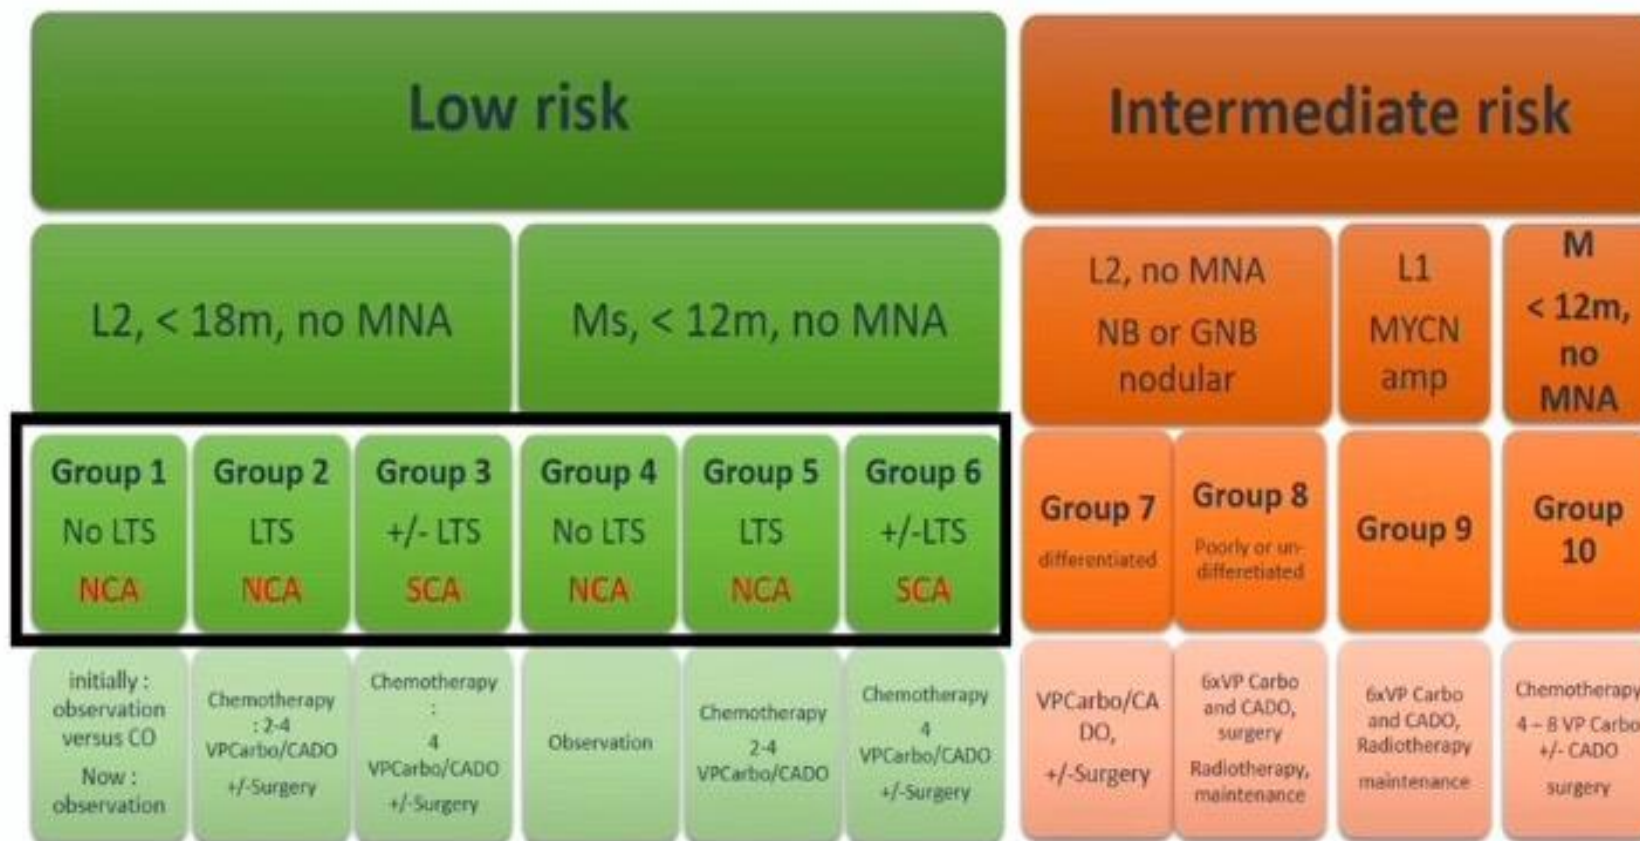 Low risk
Intermediate risk
L2, < 18m, no MNA
Ms, < 12m, no MNA
L2, no MNA
NB or GNB
nodular
L1
MYCN
amp
M
< 12m,
no
MNA
Group 1
No LTS
NCA
Group 2
LTS
NCA
Group 3
+/- LTS
SCA
Group 4
No LTS
NCA
Group 5
LTS
NCA
Group 6
+/-LTS
SCA
Group 7
differentiated
Group 8
Poorly or un-
differetiated
Group 9
Group
10
initially :
observation
versus CO
Now :
observation
Chemotherapy
: 2-4
VPCarbo/CADO
+/-Surgery
Chemotherapy
:
4
VPCarbo/CADO
+/-Surgery
Observation
Chemotherapy
2-4
VPCarbo/CADO
Chemotherapy
4
VPCarbo/CADO
+/-Surgery
VPCarbo/CA
DO,
+/-Surgery
6xVP Carbo
and CADO,
surgery
Radiotherapy,
maintenance
6xVP Carbo
and CADO,
Radiotherapy
maintenance
Chemotherapy
4 – 8 VP Carbo
+/- CADO
surgery